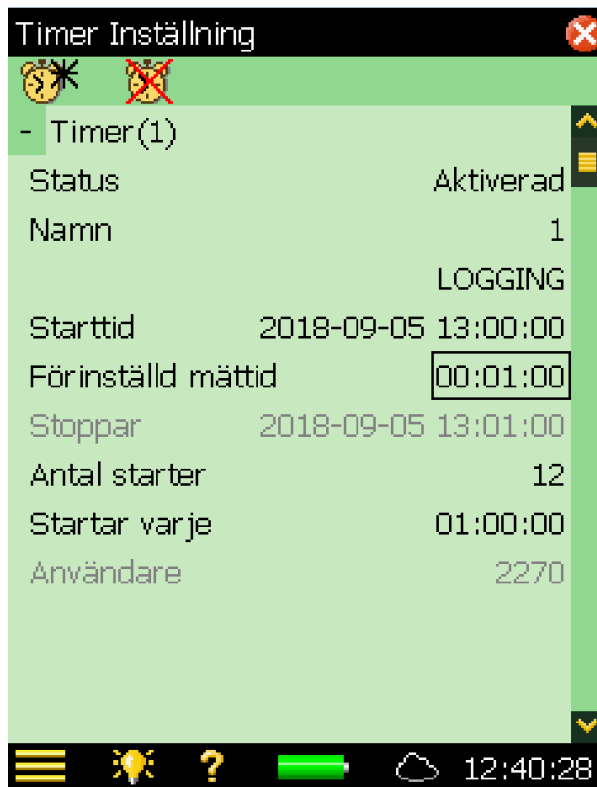 Timer Inställning
- Timer(1)
Status Aktiverad
Namn 1
LOGGING
Starttid 2018-09-05 13:00:00
Förinställd mättid 00:01:00
Stoppar 2018-09-05 13:01:00
Antal starter 12
Startar varje 01:00:00
Användare 2270
? 12:40:28